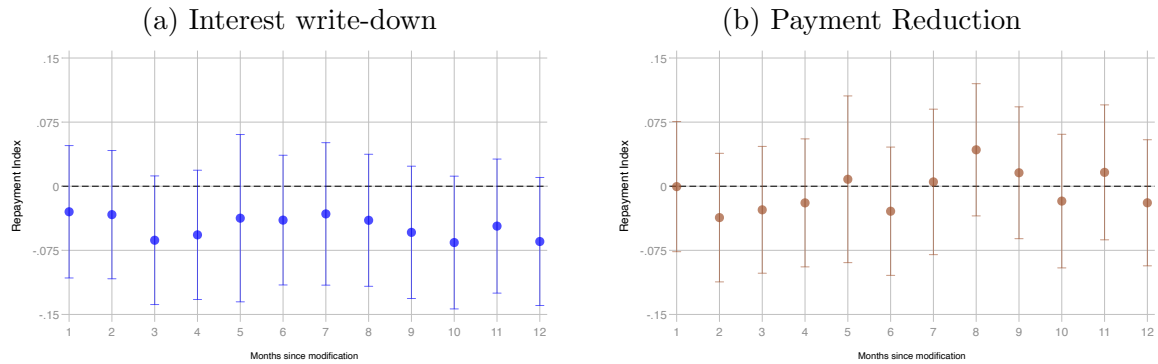 (a) Interest write-down
.15
.075
0
-.075
-.15
Repayment Index
1 2 3 4 5 6 7 8 9 10 11 12
Months since modification
(b) Payment Reduction
.15
.075
0
-.075
-.15
Repayment Index
1 2 3 4 5 6 7 8 9 10 11 12
Months since modification